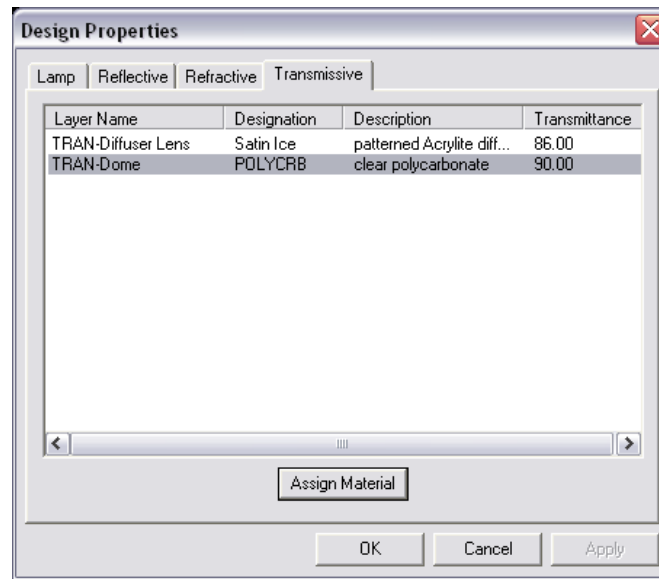 Design Properties
Lamp Reflective Refractive Transmissive
Layer Name Designation Description Transmittance
TRAN-Diffuser Lens Satin Ice patterned Acrylite diff... 86.00
TRAN-Dome POLYCRB clear polycarbonate 90.00
Assign Material
OK Cancel Apply